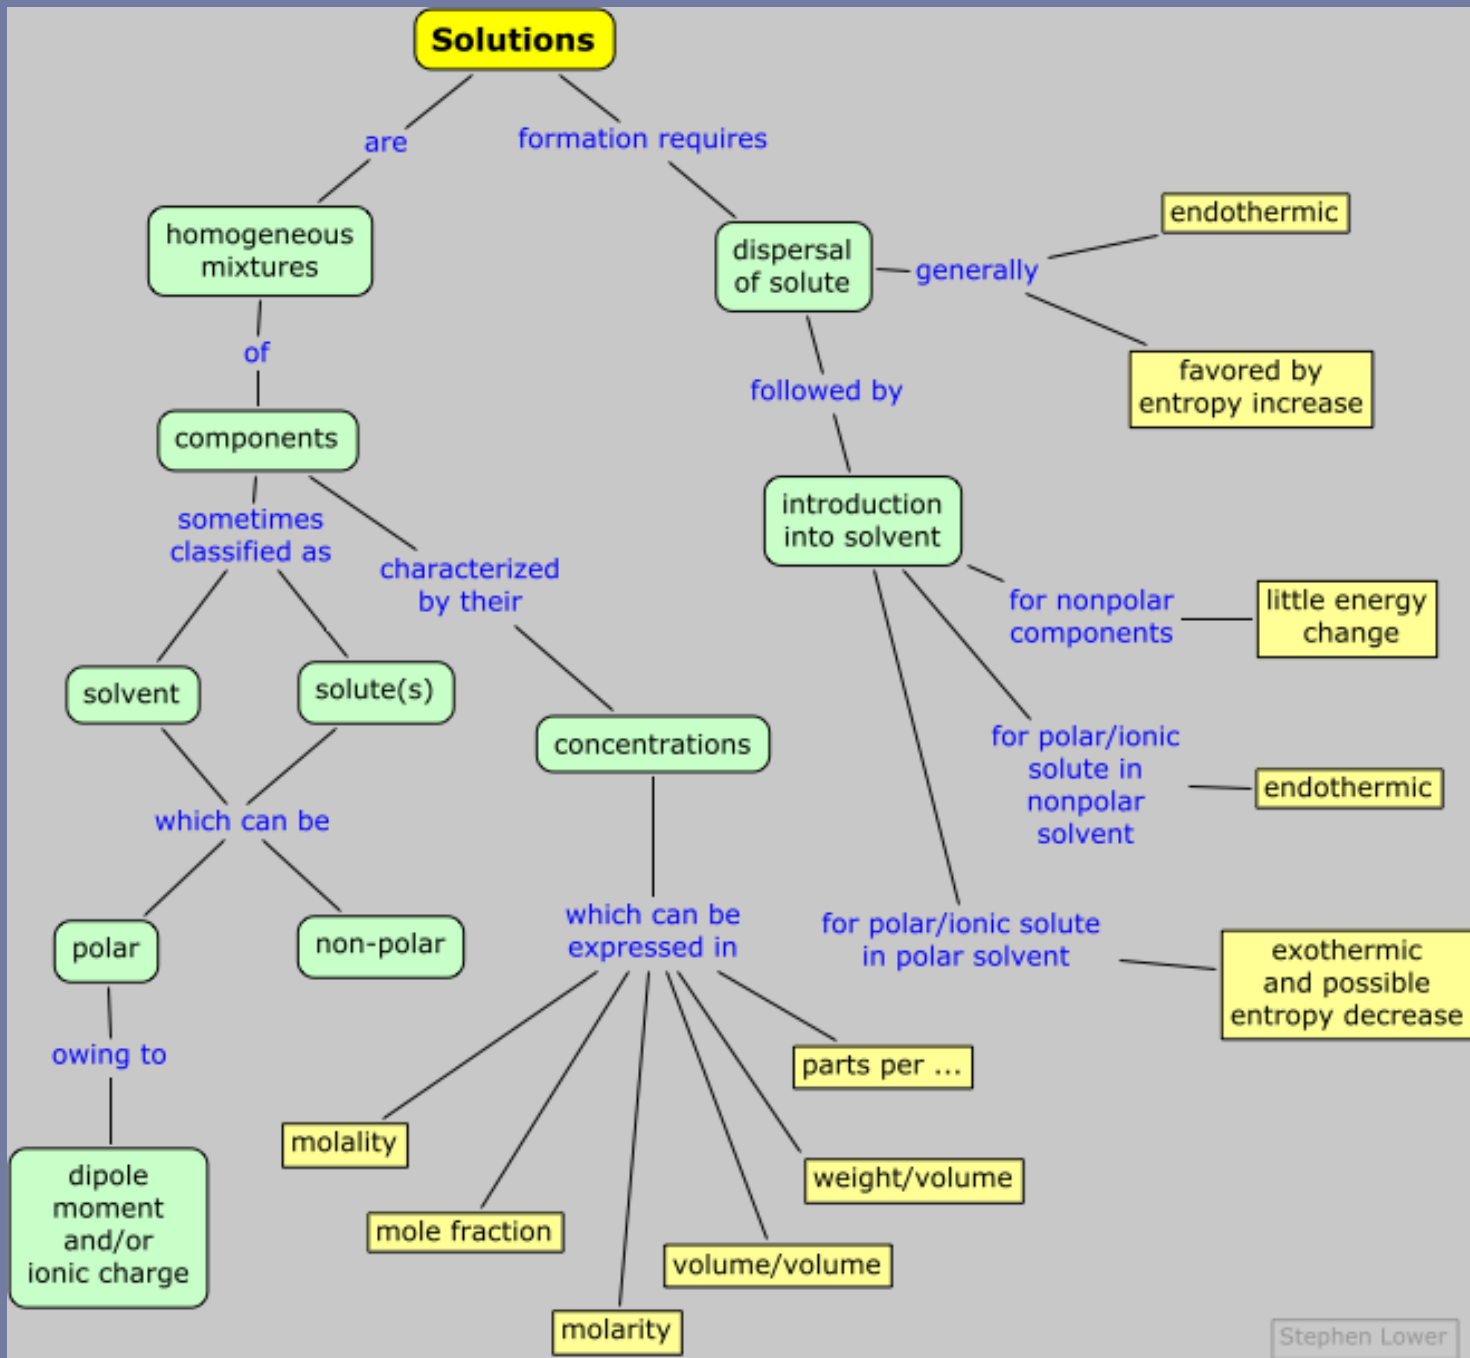 Solutions
are
formation requires
homogeneous
mixtures
dispersal
of solute
generally
endothermic
favored by
entropy increase
of
followed by
components
introduction
into solvent
sometimes
classified as
characterized
by their
for nonpolar
components
little energy
change
solvent
solute(s)
concentrations
for polar/ionic
solute in
nonpolar
solvent
endothermic
which can be
polar
non-polar
which can be
expressed in
for polar/ionic solute
in polar solvent
exothermic
and possible
entropy decrease
owing to
parts per ...
molality
weight/volume
dipole
moment
and/or
ionic charge
mole fraction
volume/volume
molarity
Stephen Lower